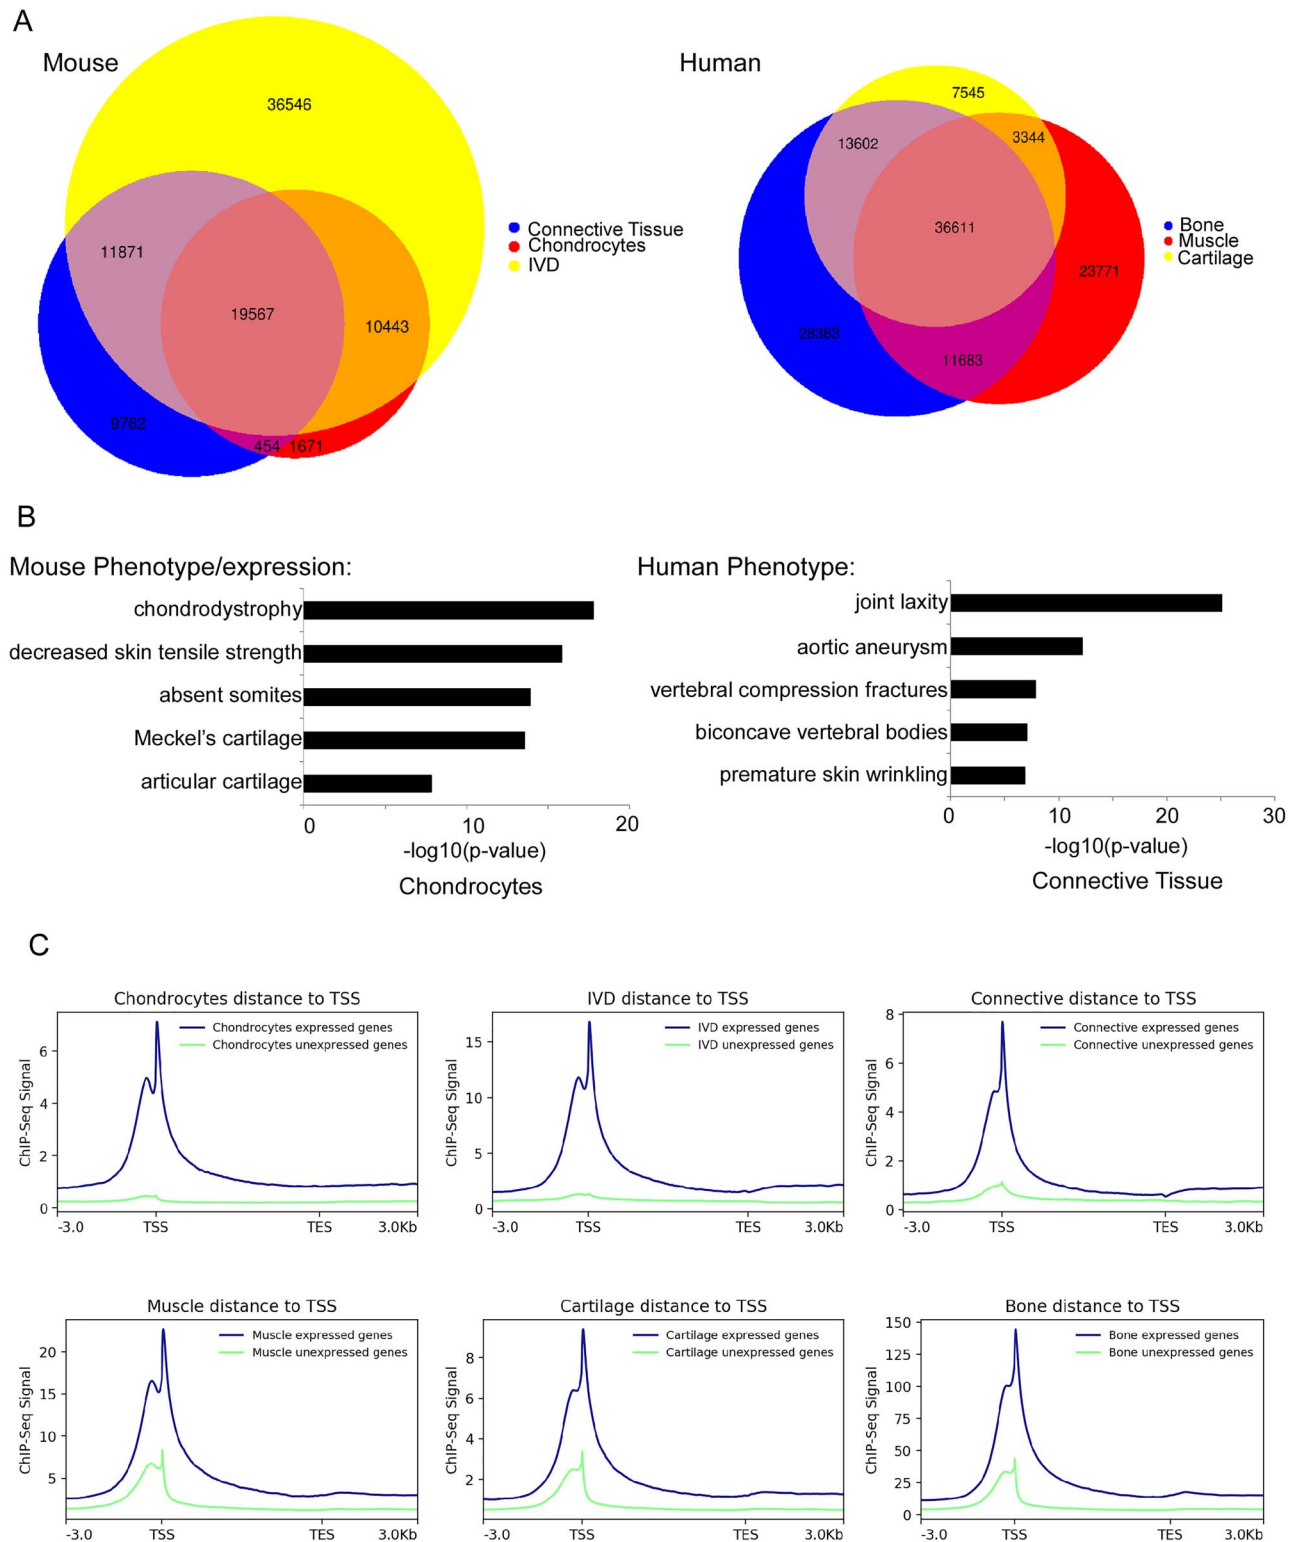 A
Mouse
Human
36546
11871
19567
10443
9762
454
1671
Connective Tissue
Chondrocytes
IVD
7545
13602
3344
36611
23771
28363
11683
Bone
Muscle
Cartilage
B
Mouse Phenotype/expression:
chondrodystrophy
decreased skin tensile strength
absent somites
Meckel's cartilage
articular cartilage
0 10 20
-log10(p-value)
Chondrocytes
Human Phenotype:
joint laxity
aortic aneurysm
vertebral compression fractures
biconcave vertebral bodies
premature skin wrinkling
0 10 20 30
-log10(p-value)
Connective Tissue
C
Chondrocytes distance to TSS
Chondrocytes expressed genes
Chondrocytes unexpressed genes
ChIP-Seq Signal
6
4
2
0
-3.0 TSS TES 3.0Kb
IVD distance to TSS
IVD expressed genes
IVD unexpressed genes
ChIP-Seq Signal
15
10
5
0
-3.0 TSS TES 3.0Kb
Connective distance to TSS
Connective expressed genes
Connective unexpressed genes
ChIP-Seq Signal
8
6
4
2
0
-3.0 TSS TES 3.0Kb
Muscle distance to TSS
Muscle expressed genes
Muscle unexpressed genes
ChIP-Seq Signal
20
15
10
5
-3.0 TSS TES 3.0Kb
Cartilage distance to TSS
Cartilage expressed genes
Cartilage unexpressed genes
ChIP-Seq Signal
8
6
4
2
-3.0 TSS TES 3.0Kb
Bone distance to TSS
Bone expressed genes
Bone unexpressed genes
ChIP-Seq Signal
150
125
100
75
50
25
0
-3.0 TSS TES 3.0Kb